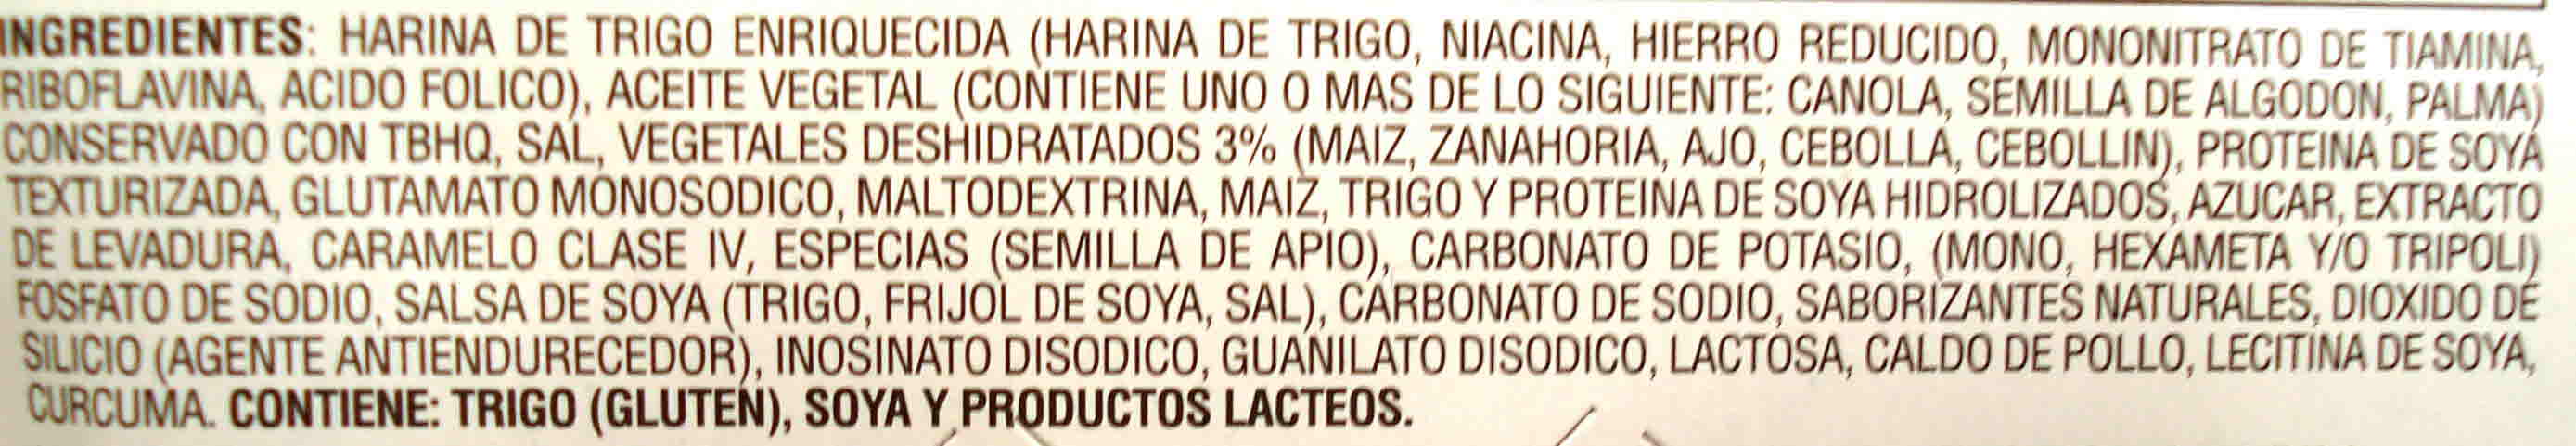 INGREDIENTES: HARINA DE TRIGO ENRIQUECIDA (HARINA DE TRIGO, NIACINA, HIERRO REDUCIDO, MONONITRATO DE TIAMINA,
RIBOFLAVINA, ACIDO FOLICO), ACEITE VEGETAL (CONTIENE UNO O MAS DE LO SIGUIENTE: CANOLA, SEMILLA DE ALGODON, PALMA)
CONSERVADO CON TBHQ, SAL, VEGETALES DESHIDRATADOS 3% (MAIZ, ZANAHORIA, AJO, CEBOLLA, CEBOLLIN), PROTEINA DE SOYA
TEXTURIZADA, GLUTAMATO MONOSODICO, MALTODEXTRINA, MAIZ, TRIGO Y PROTEINA DE SOYA HIDROLIZADOS, AZUCAR, EXTRACTO
DE LEVADURA, CARAMELO CLASE IV, ESPECIAS (SEMILLA DE APIO), CARBONATO DE POTASIO, (MONO, HEXAMETA Y/O TRIPOLI)
FOSFATO DE SODIO, SALSA DE SOYA (TRIGO, FRIJOL DE SOYA, SAL), CARBONATO DE SODIO, SABORIZANTES NATURALES, DIOXIDO DE
SILICIO (AGENTE ANTIENDURECEDOR), INOSINATO DISODICO, GUANILATO DISODICO, LACTOSA, CALDO DE POLLO, LECITINA DE SOYA,
CURCUMA. CONTIENE: TRIGO (GLUTEN), SOYA Y PRODUCTOS LACTEOS.